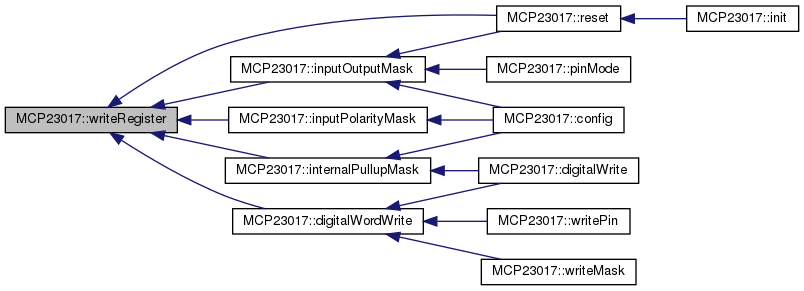 MCP23017::reset
MCP23017::init
MCP23017::inputOutputMask
MCP23017::pinMode
MCP23017::writeRegister
MCP23017::inputPolarityMask
MCP23017::config
MCP23017::internalPullupMask
MCP23017::digitalWrite
MCP23017::digitalWordWrite
MCP23017::writePin
MCP23017::writeMask